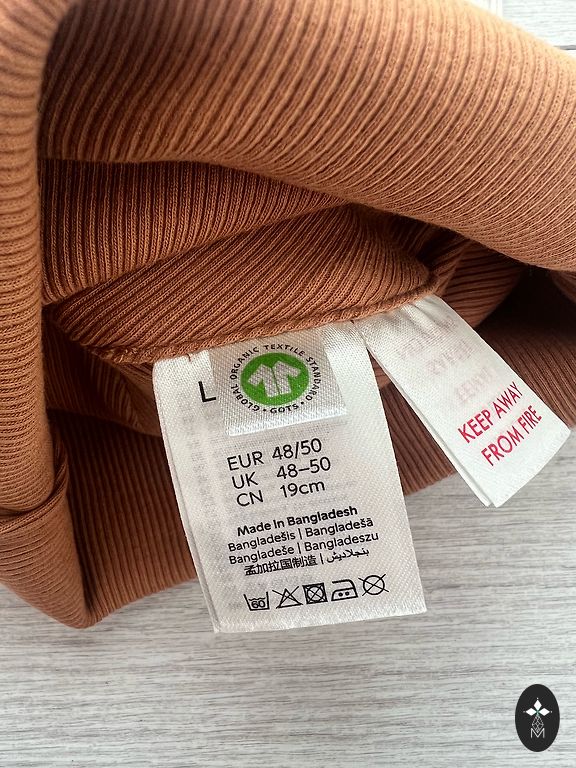 GLOBAL ORGANIC TEXTILE STANDARD
· GOTS ·
L
EUR 48/50
UK 48-50
CN 19cm
Made in Bangladesh
Bangladešis | Bangladešā
Bangladeše | Bangladeszu
孟加拉国制造 | بنجلاديش
60
KEEP AWAY
FROM FIRE
M